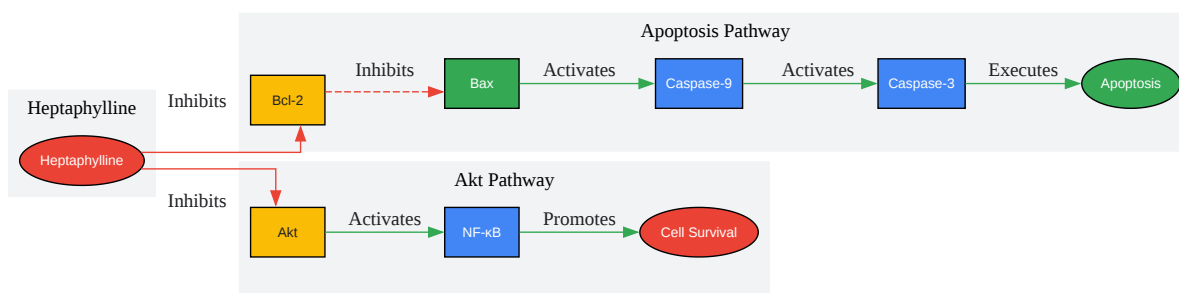 Apoptosis Pathway
Inhibits
Bcl-2
Inhibits
Bax
Activates
Caspase-9
Activates
Caspase-3
Executes
Apoptosis
Heptaphylline
Heptaphylline
Akt Pathway
Inhibits
Akt
Activates
NF-κB
Promotes
Cell Survival